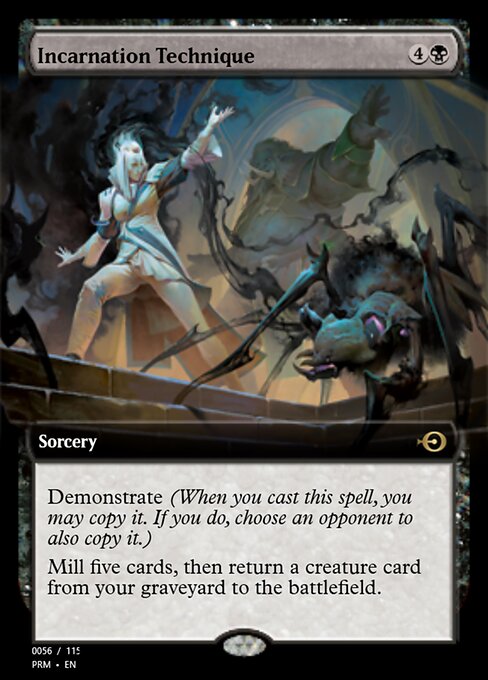 Incarnation Technique 4
Sorcery
Demonstrate (When you cast this spell, you
may copy it. If you do, choose an opponent to
also copy it.)
Mill five cards, then return a creature card
from your graveyard to the battlefield.
0056 / 115
PRM • EN